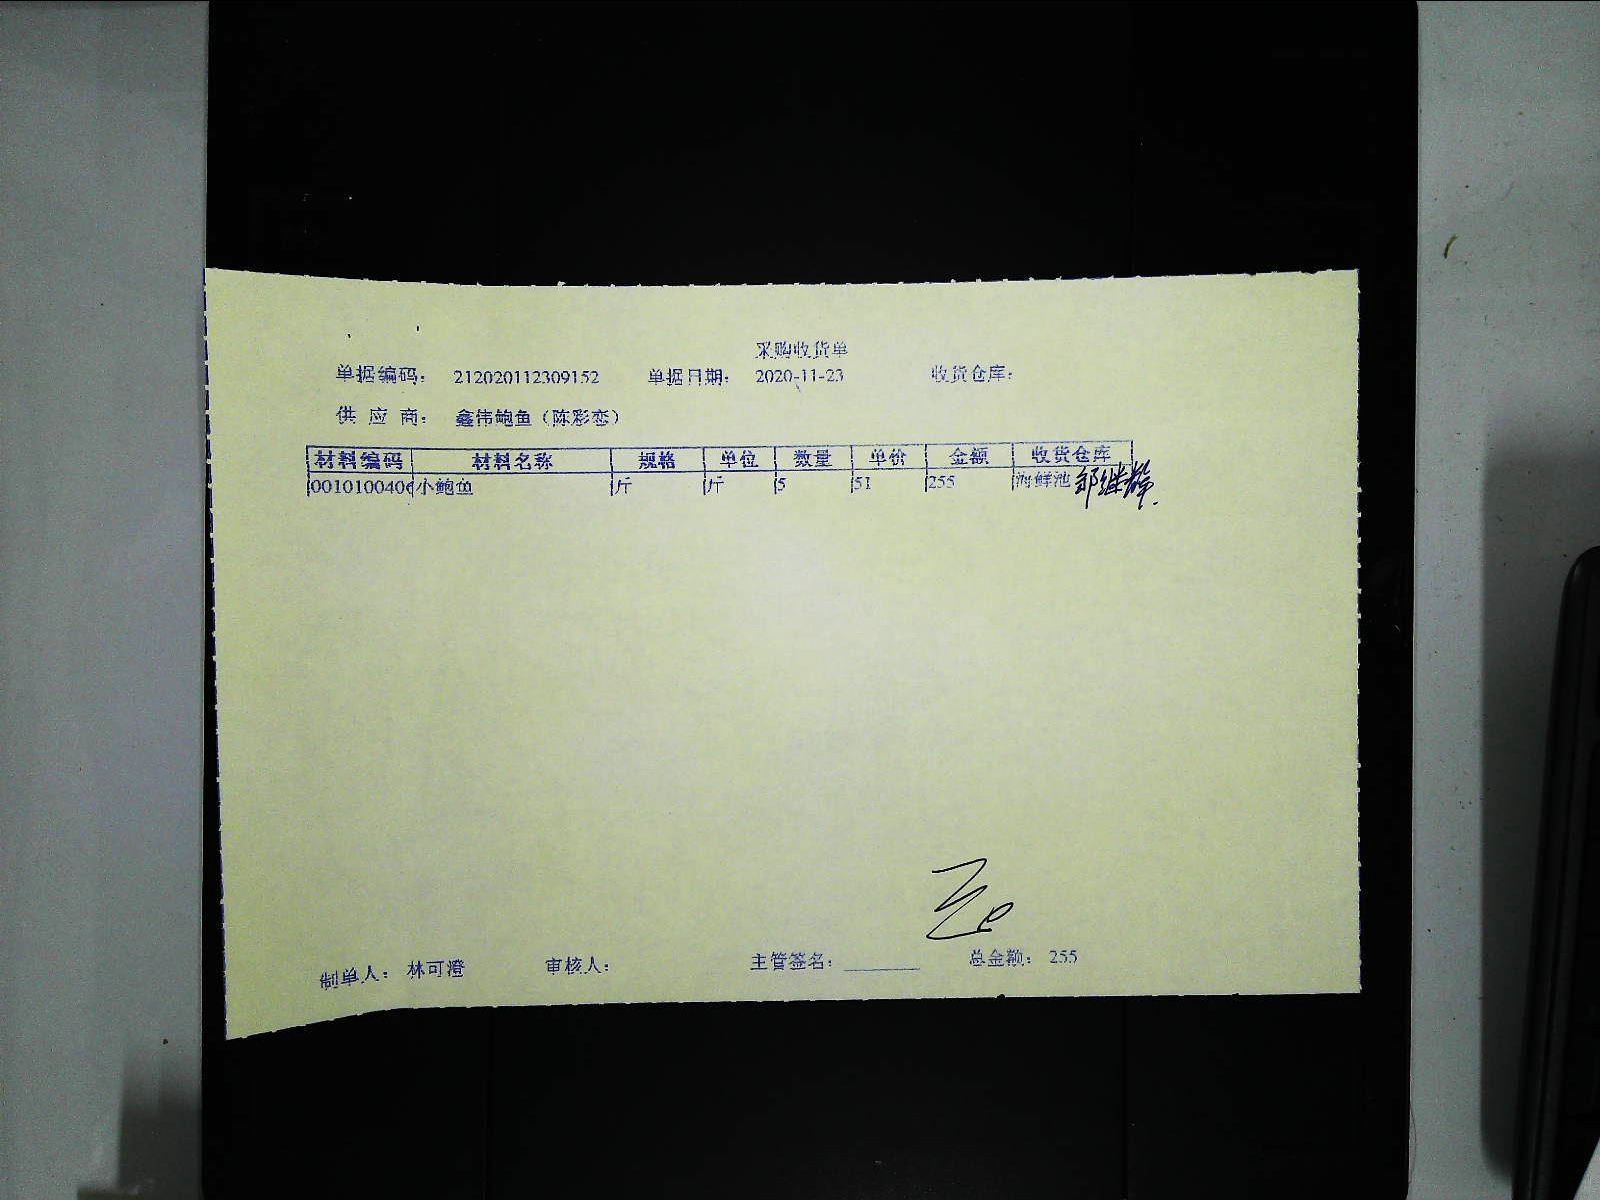 采购收货单
单据编码： 212020112309152 单据日期： 2020-11-23 收货仓库：
供 应 商： 鑫伟鲍鱼（陈彩恋）
材料编码 材料名称 规格 单位 数量 单价 金额 收货仓库
0010100406 小鲍鱼 斤 斤 5 51 255 海鲜池 邹继辉
制单人： 林可澄 审核人： 主管签名：________ 总金额： 255